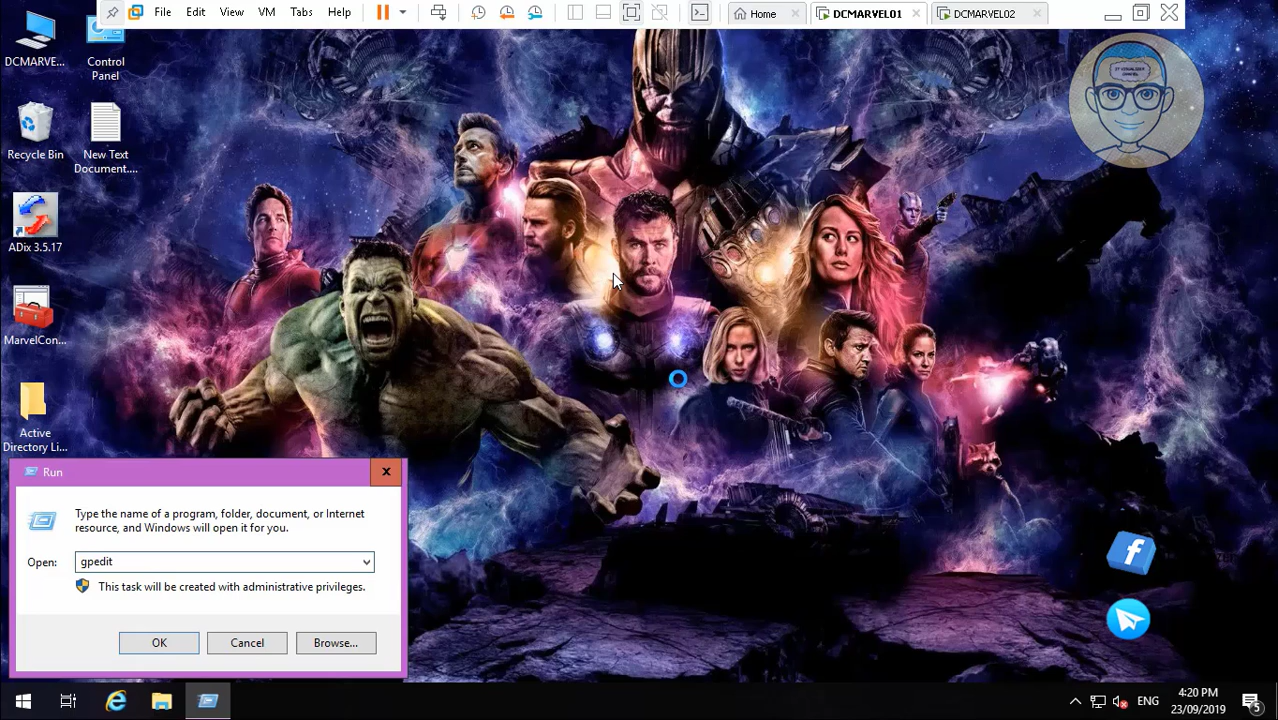 File Edit View VM Tabs Help Home DCMARVEL01 DCMARVEL02
DCMARVE...
Control
Panel
Recycle Bin
New Text
Document....
ADix 3.5.17
MarvelCon...
Active
Directory Li...
Run
Type the name of a program, folder, document, or Internet
resource, and Windows will open it for you.
Open: gpedit
This task will be created with administrative privileges.
OK Cancel Browse...
ENG
4:20 PM
23/09/2019
5